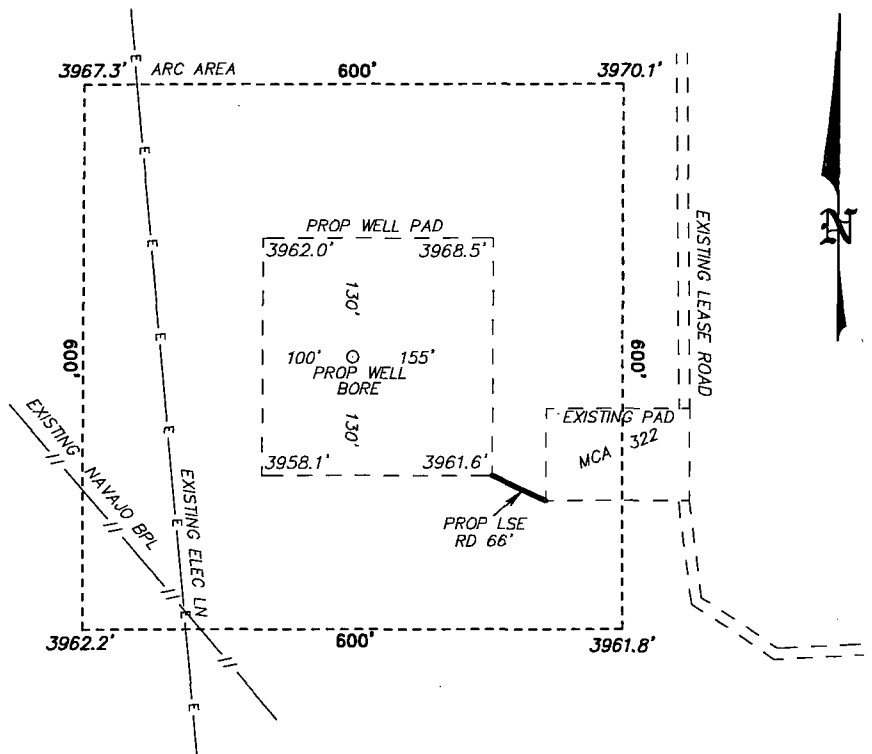 3967.3' ARC AREA 600' 3970.1'
PROP WELL PAD
3962.0' 3968.5'
130'
100' 155'
PROP WELL
BORE
130'
3958.1' 3961.6'
600'
600'
EXISTING LEASE ROAD
N
EXISTING PAD
MCA 322
PROP LSE
RD 66'
EXISTING NAVAJO BPL
EXISTING ELEC LN
E
E
E
E
E
E
E
E
3962.2' 600' 3961.8'